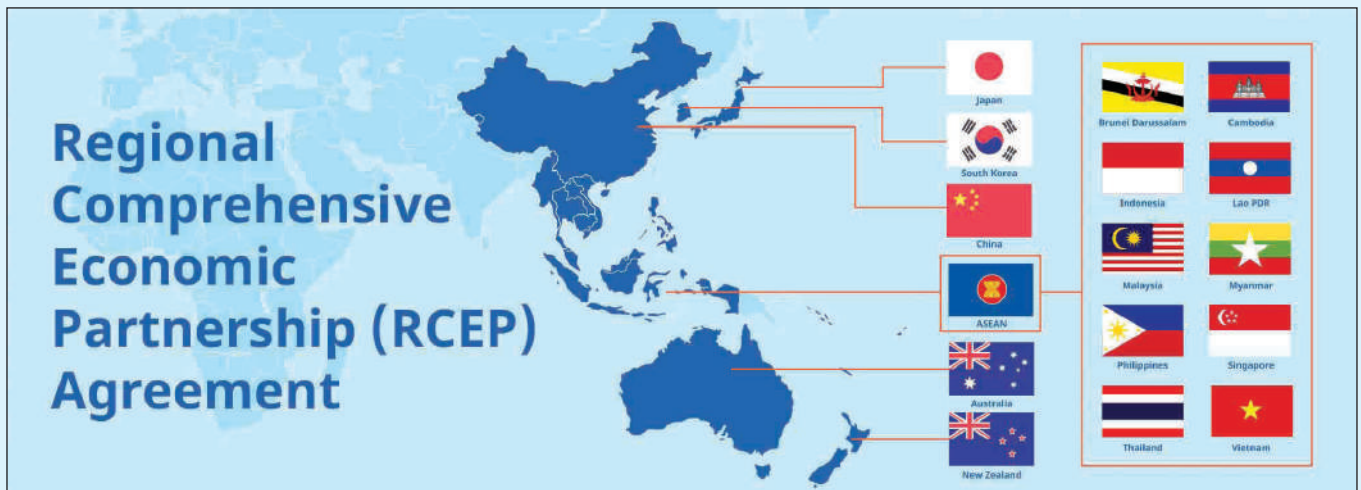 Regional
Comprehensive
Economic
Partnership (RCEP)
Agreement
Japan
South Korea
China
ASEAN
Australia
New Zealand
Brunei Darussalam
Cambodia
Indonesia
Lao PDR
Malaysia
Myanmar
Philippines
Singapore
Thailand
Vietnam